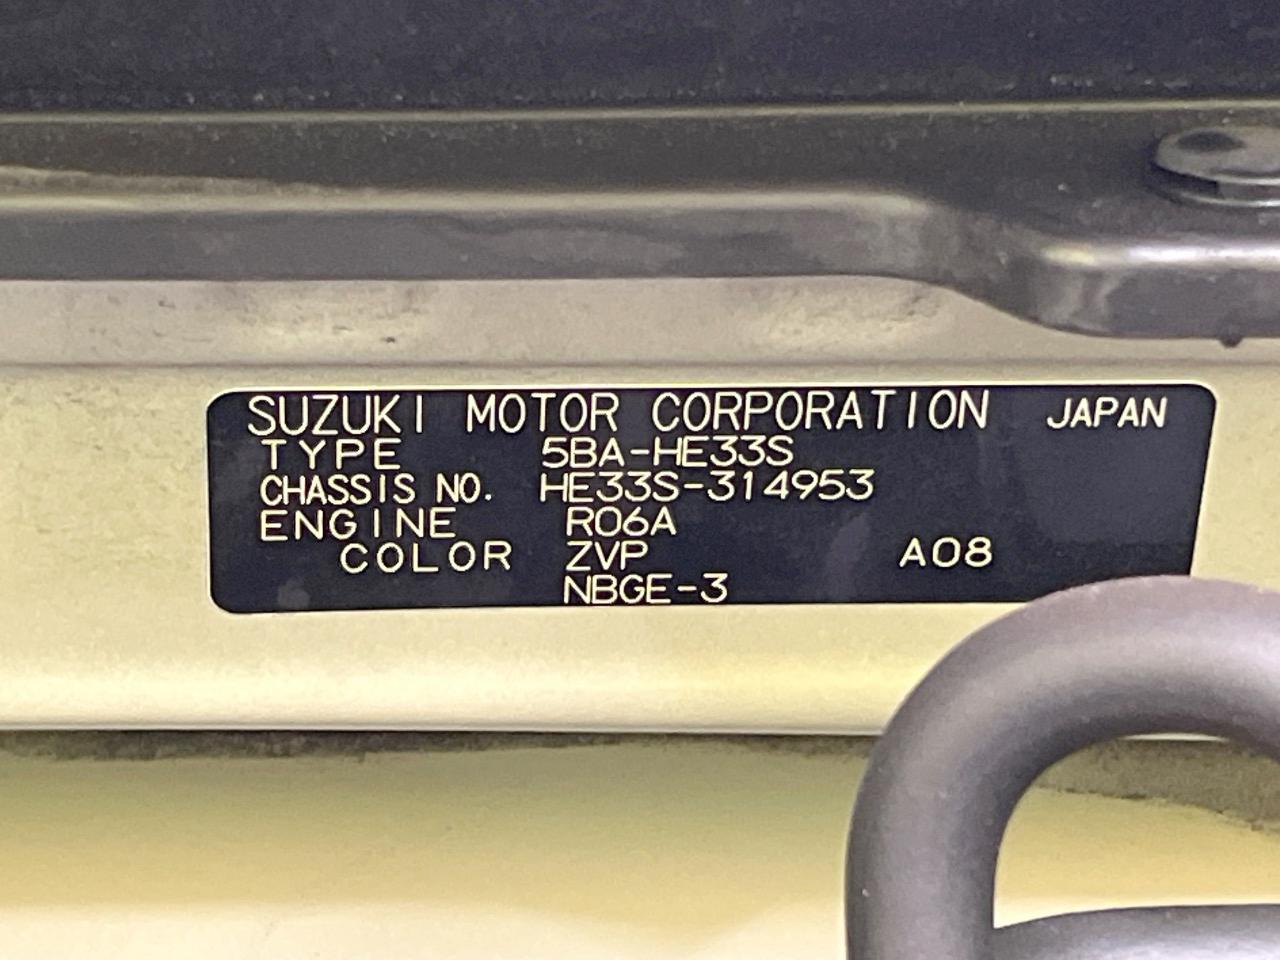 SUZUKI MOTOR CORPORATION JAPAN
TYPE 5BA-HE33S
CHASSIS NO. HE33S-314953
ENGINE R06A
COLOR ZVP A08
NBGE-3